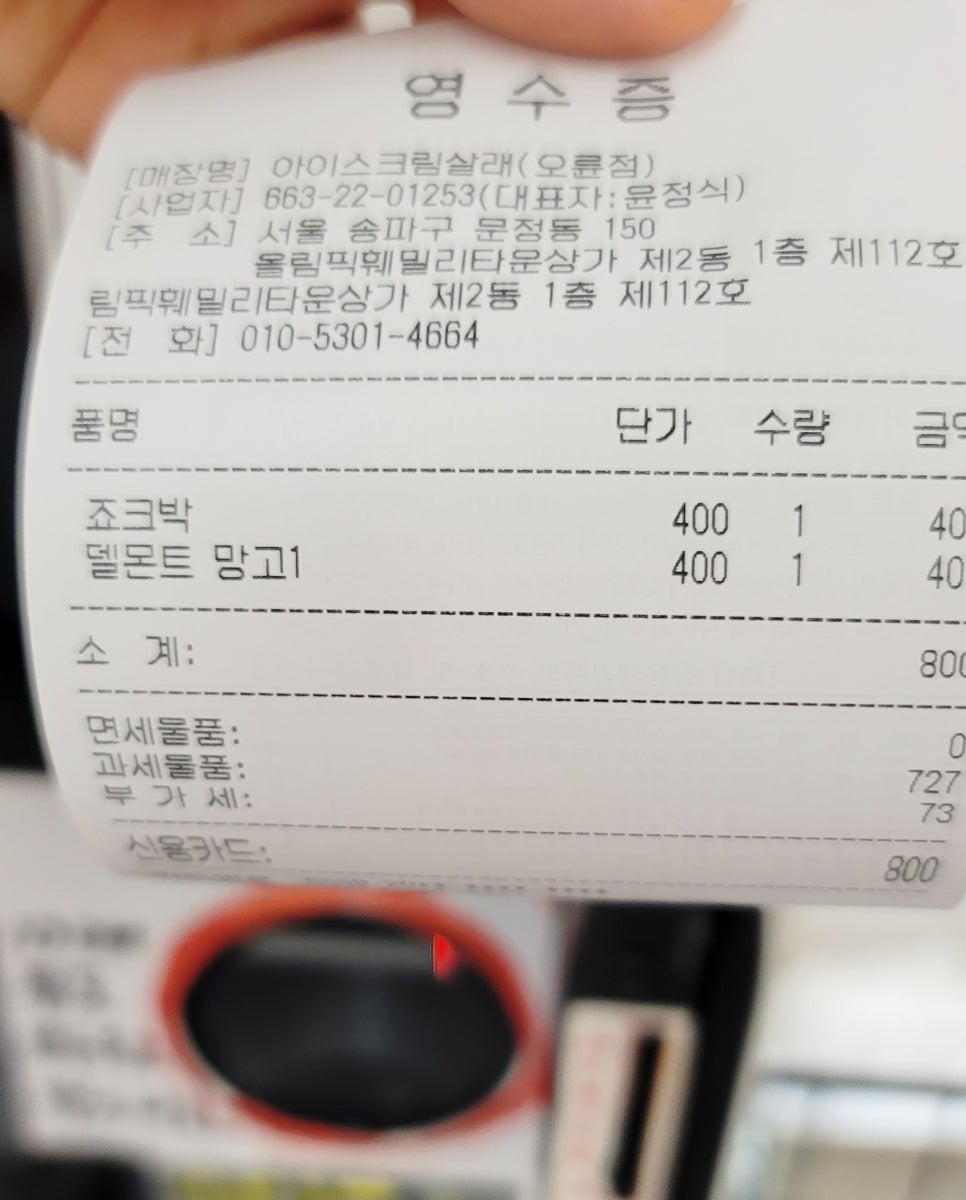 영 수 증
[매장명] 아이스크림살래(오륜점)
[사업자] 663-22-01253(대표자:윤정식)
[주 소] 서울 송파구 문정동 150
올림픽훼밀리타운상가 제2동 1층 제112호
림픽훼밀리타운상가 제2동 1층 제112호
[전 화] 010-5301-4664
품명 단가 수량 금액
죠크박 400 1 40
델몬트 망고1 400 1 40
소 계: 800
면세물품: 0
과세물품: 727
부 가 세: 73
신용카드: 800